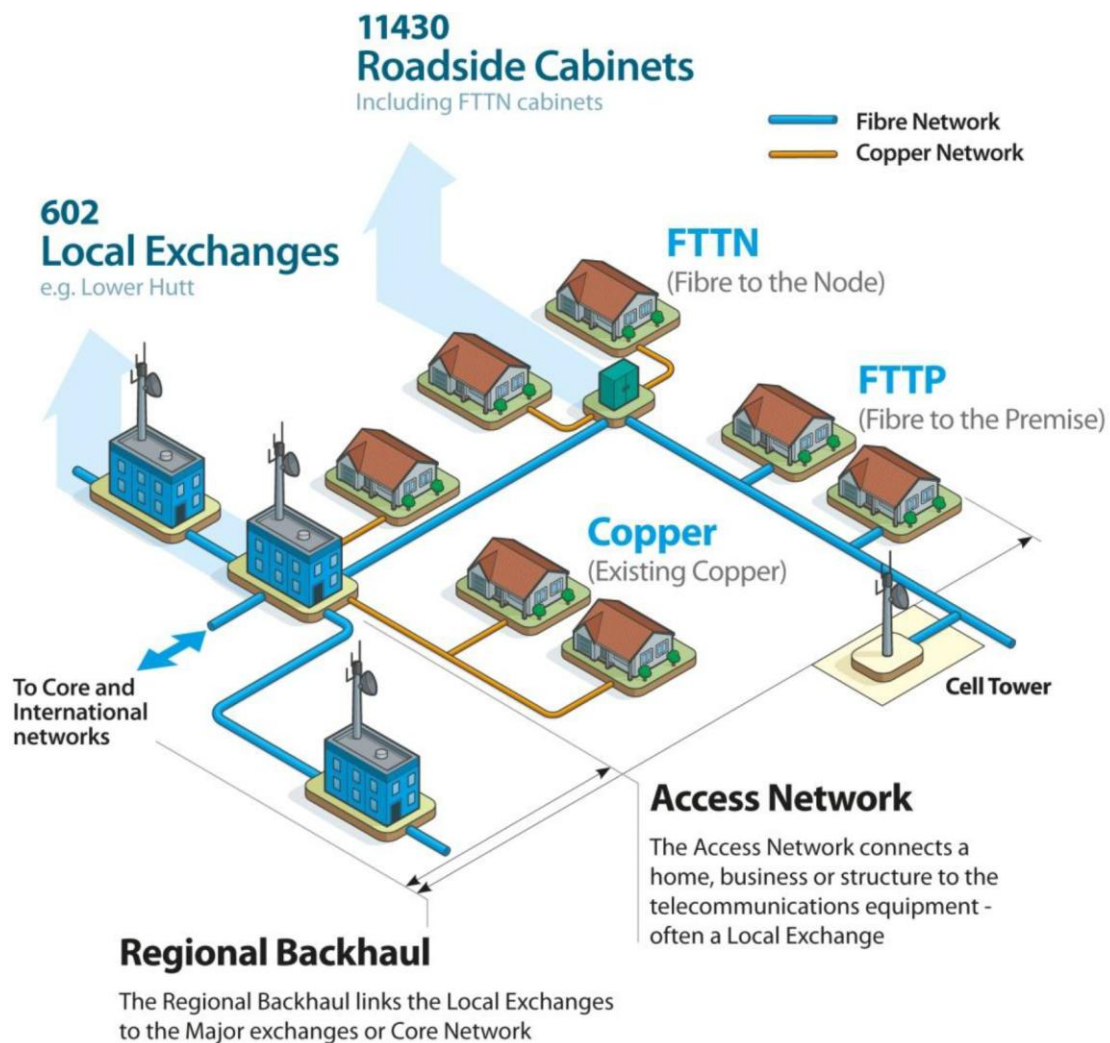 11430
Roadside Cabinets
Including FTTN cabinets
Fibre Network
Copper Network
602
Local Exchanges
e.g. Lower Hutt
FTTN
(Fibre to the Node)
FTTP
(Fibre to the Premise)
Copper
(Existing Copper)
To Core and
International
networks
Cell Tower
Access Network
The Access Network connects a
home, business or structure to the
telecommunications equipment -
often a Local Exchange
Regional Backhaul
The Regional Backhaul links the Local Exchanges
to the Major exchanges or Core Network